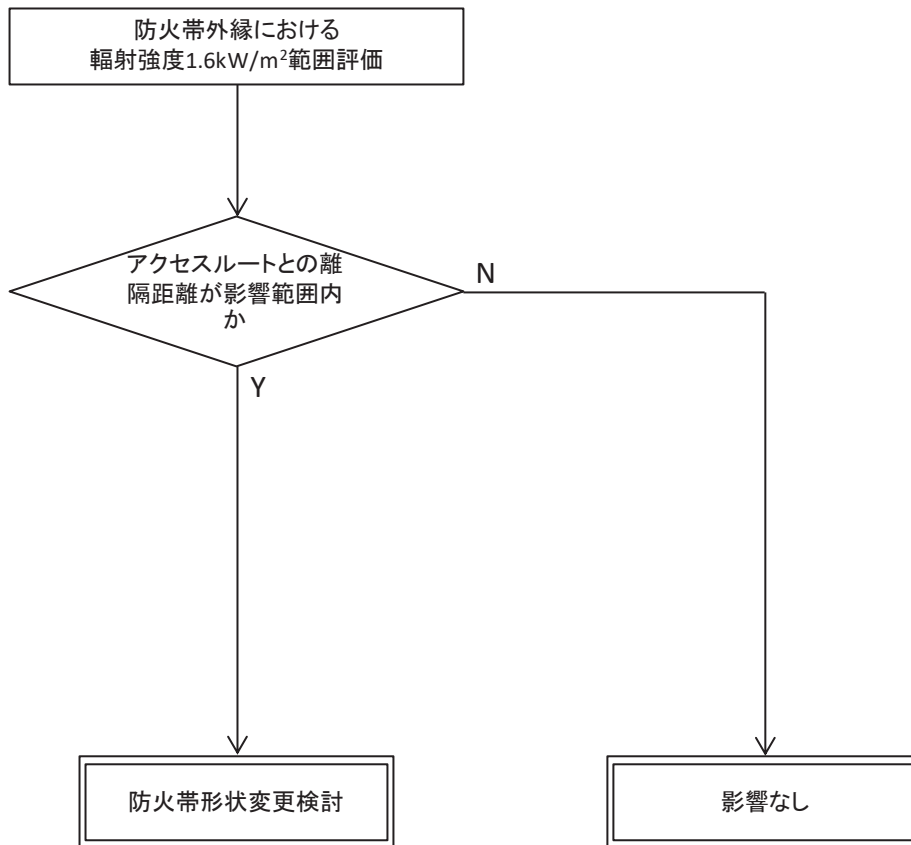 防火帯外縁における
輻射強度1.6kW/m²範囲評価
アクセスルートとの離
隔距離が影響範囲内
か
N
Y
防火帯形状変更検討
影響なし